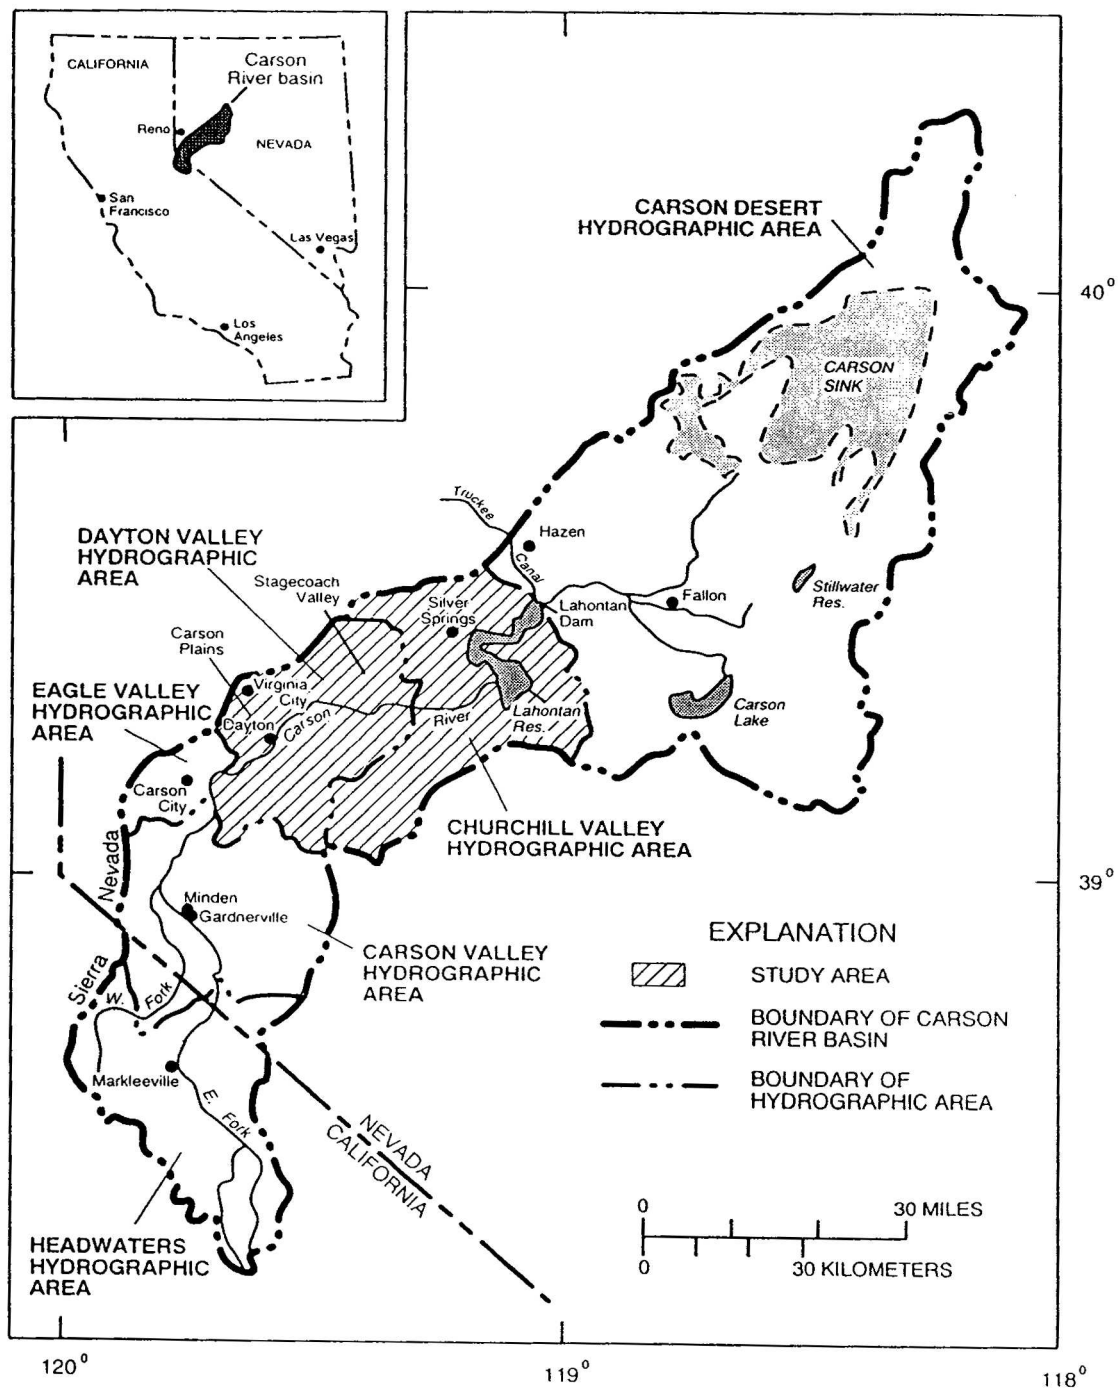 CALIFORNIA
Carson
River basin
Reno
NEVADA
San
Francisco
Las Vegas
Los
Angeles
CARSON DESERT
HYDROGRAPHIC AREA
40°
CARSON
SINK
Truckee
Canal
Hazen
DAYTON VALLEY
HYDROGRAPHIC
AREA
Stagecoach
Valley
Silver
Springs
Lahontan
Dam
Fallon
Stillwater
Res.
Carson
Plains
EAGLE VALLEY
HYDROGRAPHIC
AREA
Virginia
City
Dayton
Carson
River
Lahontan
Res.
Carson
Lake
Carson
City
CHURCHILL VALLEY
HYDROGRAPHIC AREA
39°
Sierra
Nevada
Minden
Gardnerville
CARSON VALLEY
HYDROGRAPHIC
AREA
W.
Fork
Markleeville
E.
Fork
NEVADA
CALIFORNIA
HEADWATERS
HYDROGRAPHIC
AREA
EXPLANATION
STUDY AREA
BOUNDARY OF CARSON
RIVER BASIN
BOUNDARY OF
HYDROGRAPHIC AREA
0 30 MILES
0 30 KILOMETERS
120° 119° 118°